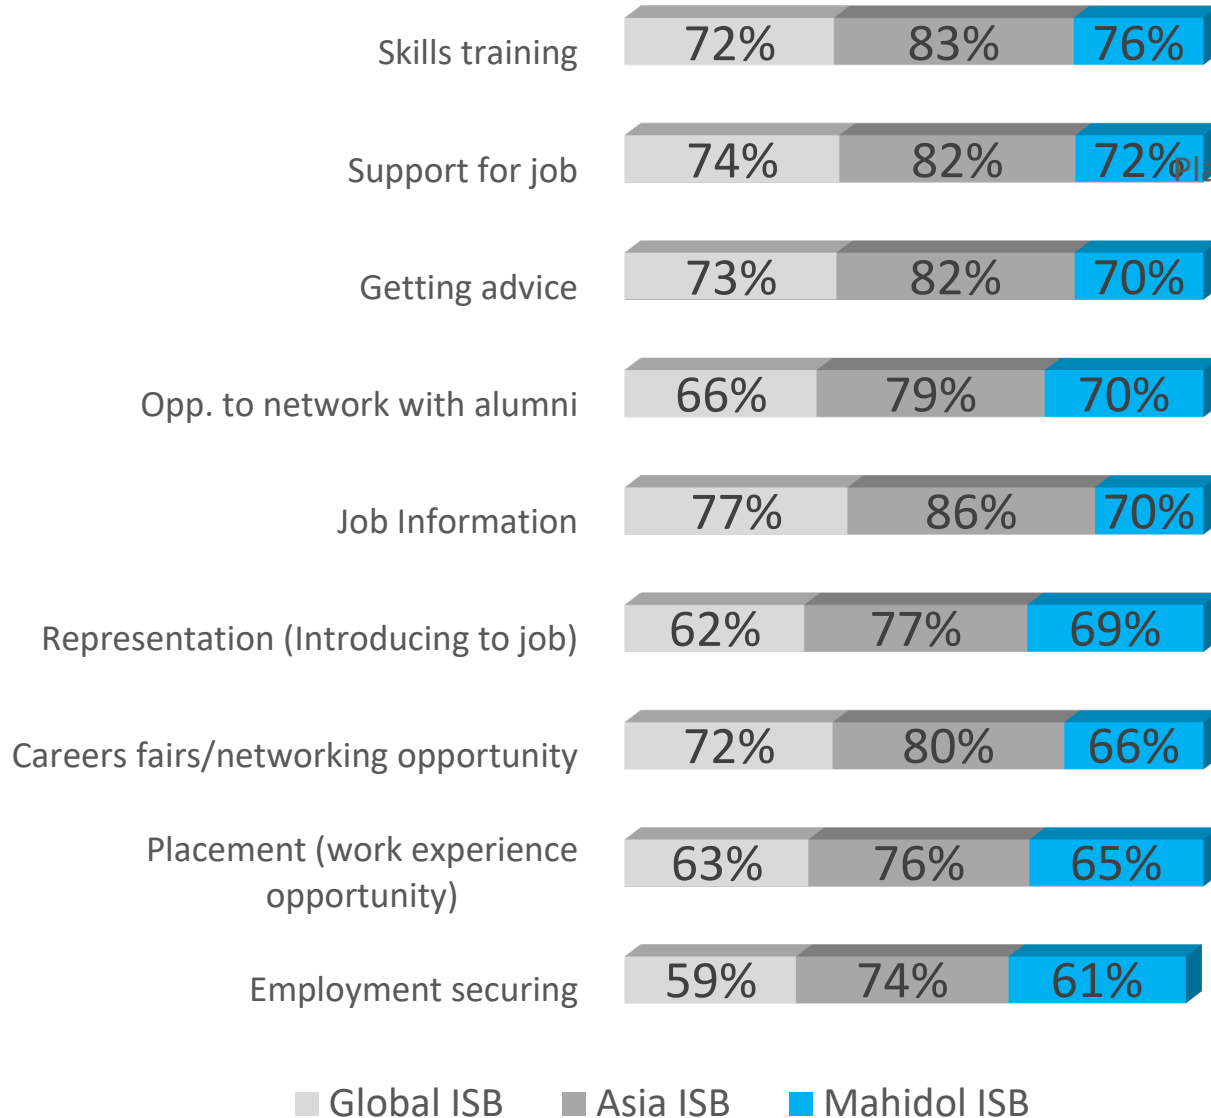 Skills training 72% 83% 76%
Support for job 74% 82% 72%
Getting advice 73% 82% 70%
Opp. to network with alumni 66% 79% 70%
Job Information 77% 86% 70%
Representation (Introducing to job) 62% 77% 69%
Careers fairs/networking opportunity 72% 80% 66%
Placement (work experience
opportunity) 63% 76% 65%
Employment securing 59% 74% 61%
Global ISB Asia ISB Mahidol ISB